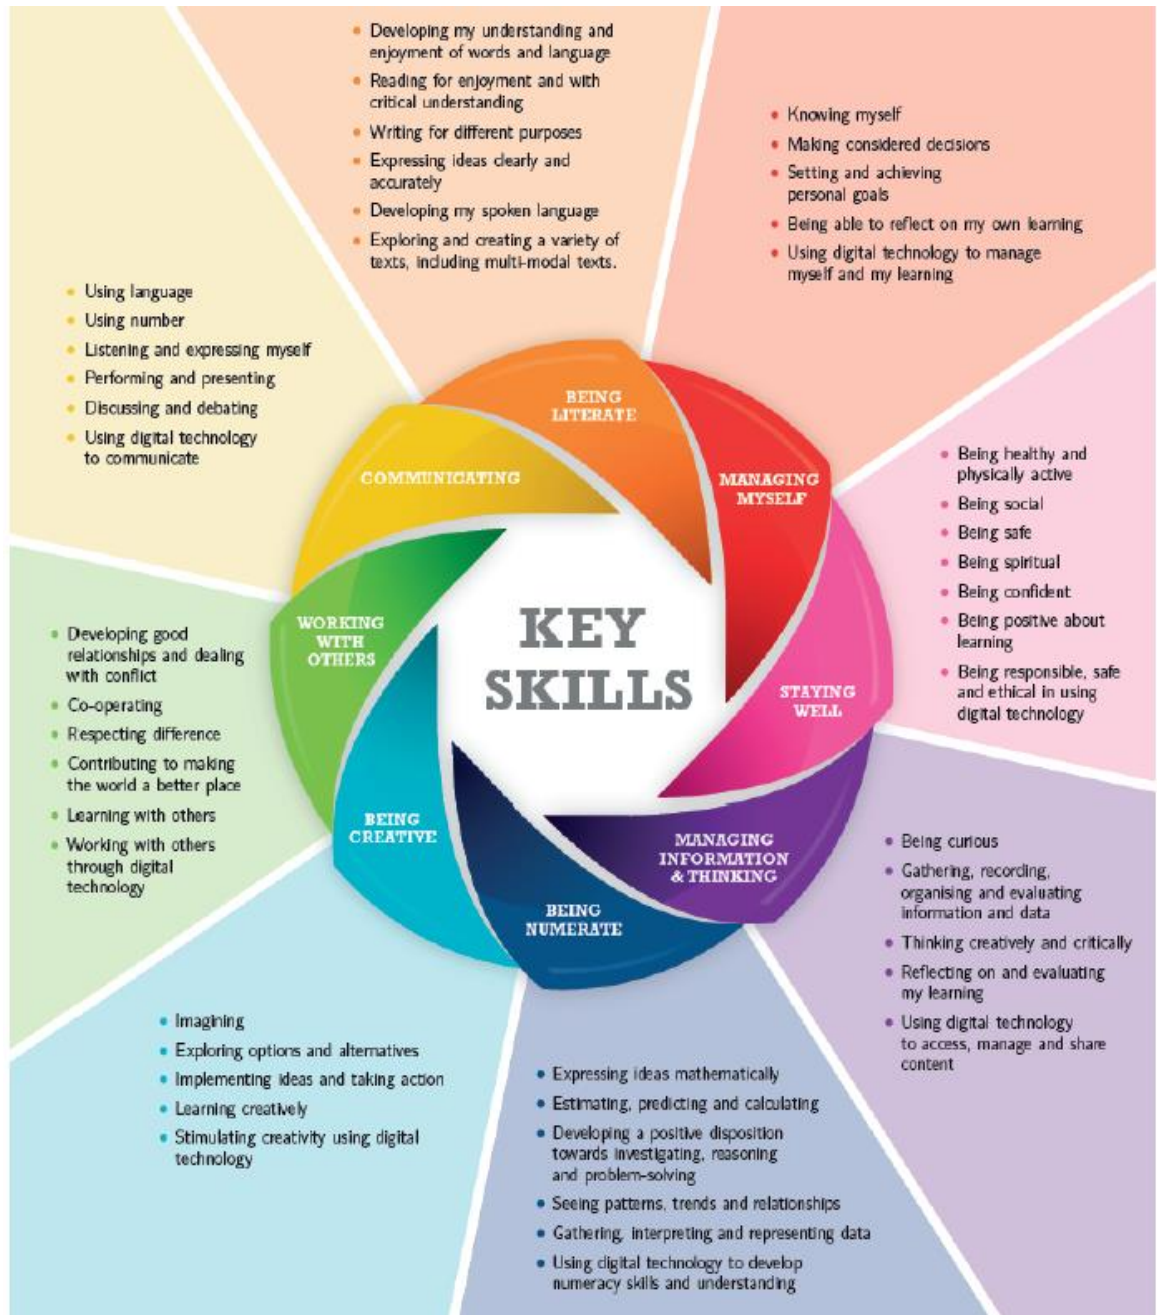 • Developing my understanding and
enjoyment of words and language
• Reading for enjoyment and with
critical understanding
• Writing for different purposes
• Expressing ideas clearly and
accurately
• Developing my spoken language
• Exploring and creating a variety of
texts, including multi-modal texts.
• Knowing myself
• Making considered decisions
• Setting and achieving
personal goals
• Being able to reflect on my own learning
• Using digital technology to manage
myself and my learning
• Using language
• Using number
• Listening and expressing myself
• Performing and presenting
• Discussing and debating
• Using digital technology
to communicate
BEING
LITERATE
COMMUNICATING
MANAGING
MYSELF
• Being healthy and
physically active
• Being social
• Being safe
• Being spiritual
• Being confident
• Being positive about
learning
• Being responsible, safe
and ethical in using
digital technology
WORKING
WITH
OTHERS
KEY
SKILLS
STAYING
WELL
• Developing good
relationships and dealing
with conflict
• Co-operating
• Respecting difference
• Contributing to making
the world a better place
• Learning with others
• Working with others
through digital
technology
BEING
CREATIVE
MANAGING
INFORMATION
& THINKING
BEING
NUMERATE
• Being curious
• Gathering, recording,
organising and evaluating
information and data
• Thinking creatively and critically
• Reflecting on and evaluating
my learning
• Using digital technology
to access, manage and share
content
• Imagining
• Exploring options and alternatives
• Implementing ideas and taking action
• Learning creatively
• Stimulating creativity using digital
technology
• Expressing ideas mathematically
• Estimating, predicting and calculating
• Developing a positive disposition
towards investigating, reasoning
and problem-solving
• Seeing patterns, trends and relationships
• Gathering, interpreting and representing data
• Using digital technology to develop
numeracy skills and understanding